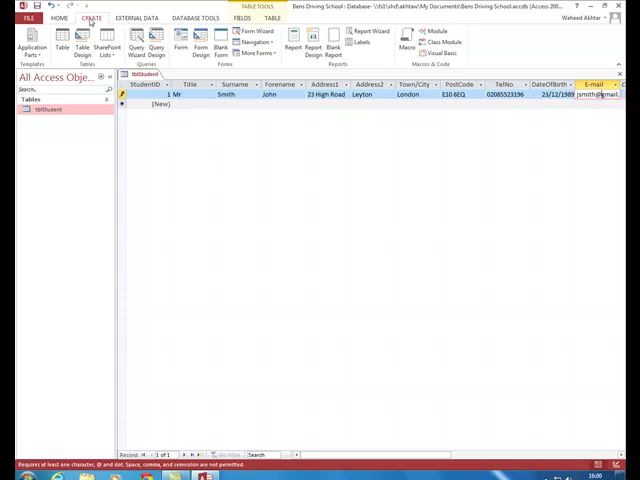 TABLE TOOLS
Bens Driving School : Database- \\fs1\shd\akhtaw\My Documents\Bens Driving School.accdb (Access 200...
FILE HOME CREATE EXTERNAL DATA DATABASE TOOLS FIELDS TABLE Waheed Akhtar
Application Parts
Table
Table Design
SharePoint Lists
Query Wizard
Query Design
Form
Form Design
Blank Form
Form Wizard
Navigation
More Forms
Report
Report Design
Blank Report
Report Wizard
Labels
Macro
Module
Class Module
Visual Basic
Templates Tables Queries Forms Reports Macros & Code
All Access Obje...
Search...
Tables
tblStudent
tblStudent
StudentID Title Surname Forename Address1 Address2 Town/City PostCode TelNo DateOfBirth E-mail
1 Mr Smith John 23 High Road Leyton London E10 6EQ 02085523196 23/12/1989 jsmith@gmail.
(New)
Record: 1 of 1 No Filter Search
Requires at least one character, @ and dot. Space, comma, and semicolon are not permitted.
16:00